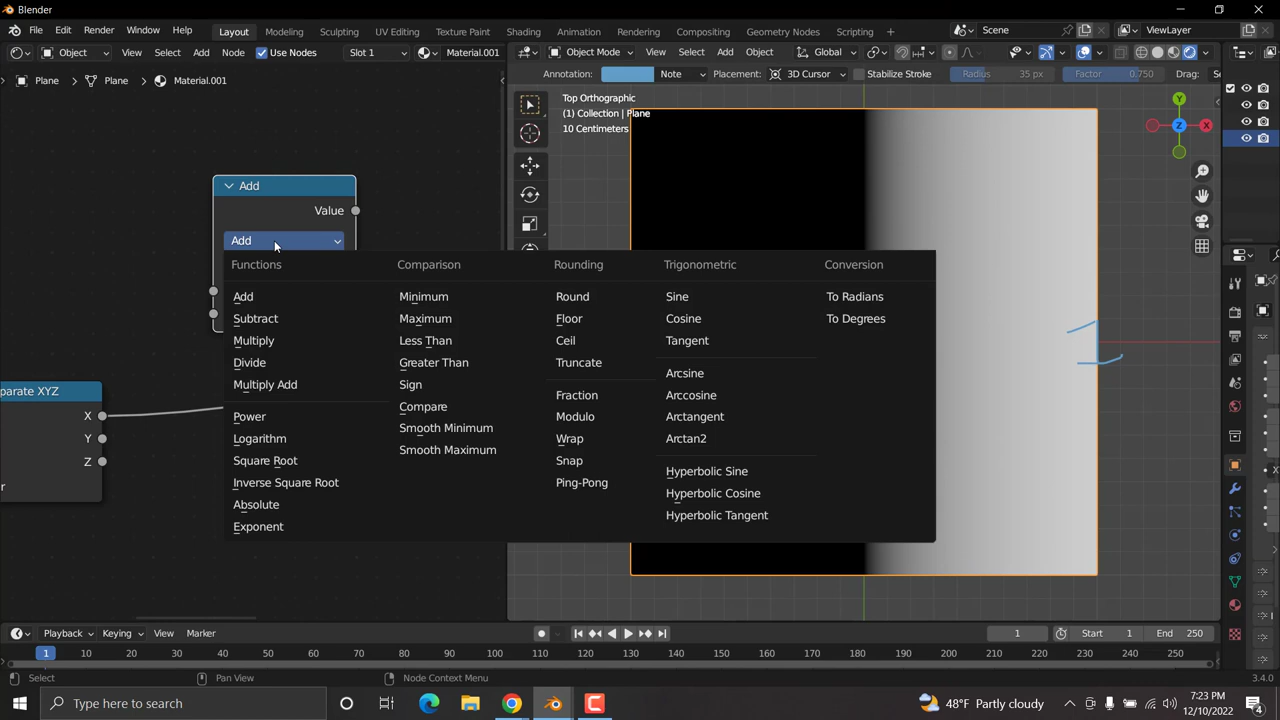 Blender
File Edit Render Window Help Layout Modeling Sculpting UV Editing Texture Paint Shading Animation Rendering Compositing Geometry Nodes Scripting Scene ViewLayer
Object View Select Add Node Use Nodes Slot 1 Material.001 Object Mode View Select Add Object Global
Plane Plane Material.001 Annotation: Note Placement: 3D Cursor Stabilize Stroke Radius 35 px Factor 0.750 Drag:
Top Orthographic
(1) Collection | Plane
10 Centimeters
Y
Z X
Add
Value
Add
Functions Comparison Rounding Trigonometric Conversion
Add Minimum Round Sine To Radians
Subtract Maximum Floor Cosine To Degrees
Multiply Less Than Ceil Tangent
Divide Greater Than Truncate Arcsine
Multiply Add Sign Fraction Arccosine
Power Compare Modulo Arctangent
Logarithm Smooth Minimum Wrap Arctan2
Square Root Smooth Maximum Snap Hyperbolic Sine
Inverse Square Root Ping-Pong Hyperbolic Cosine
Absolute Hyperbolic Tangent
Exponent
parate XYZ
X
Y
Z
r
Playback Keying View Marker 1 Start 1 End 250
1 10 20 30 40 50 60 70 80 90 100 110 120 130 140 150 160 170 180 190 200 210 220 230 240 250
Select Pan View Node Context Menu 3.4.0
Type here to search 48°F Partly cloudy 7:23 PM
12/10/2022 4